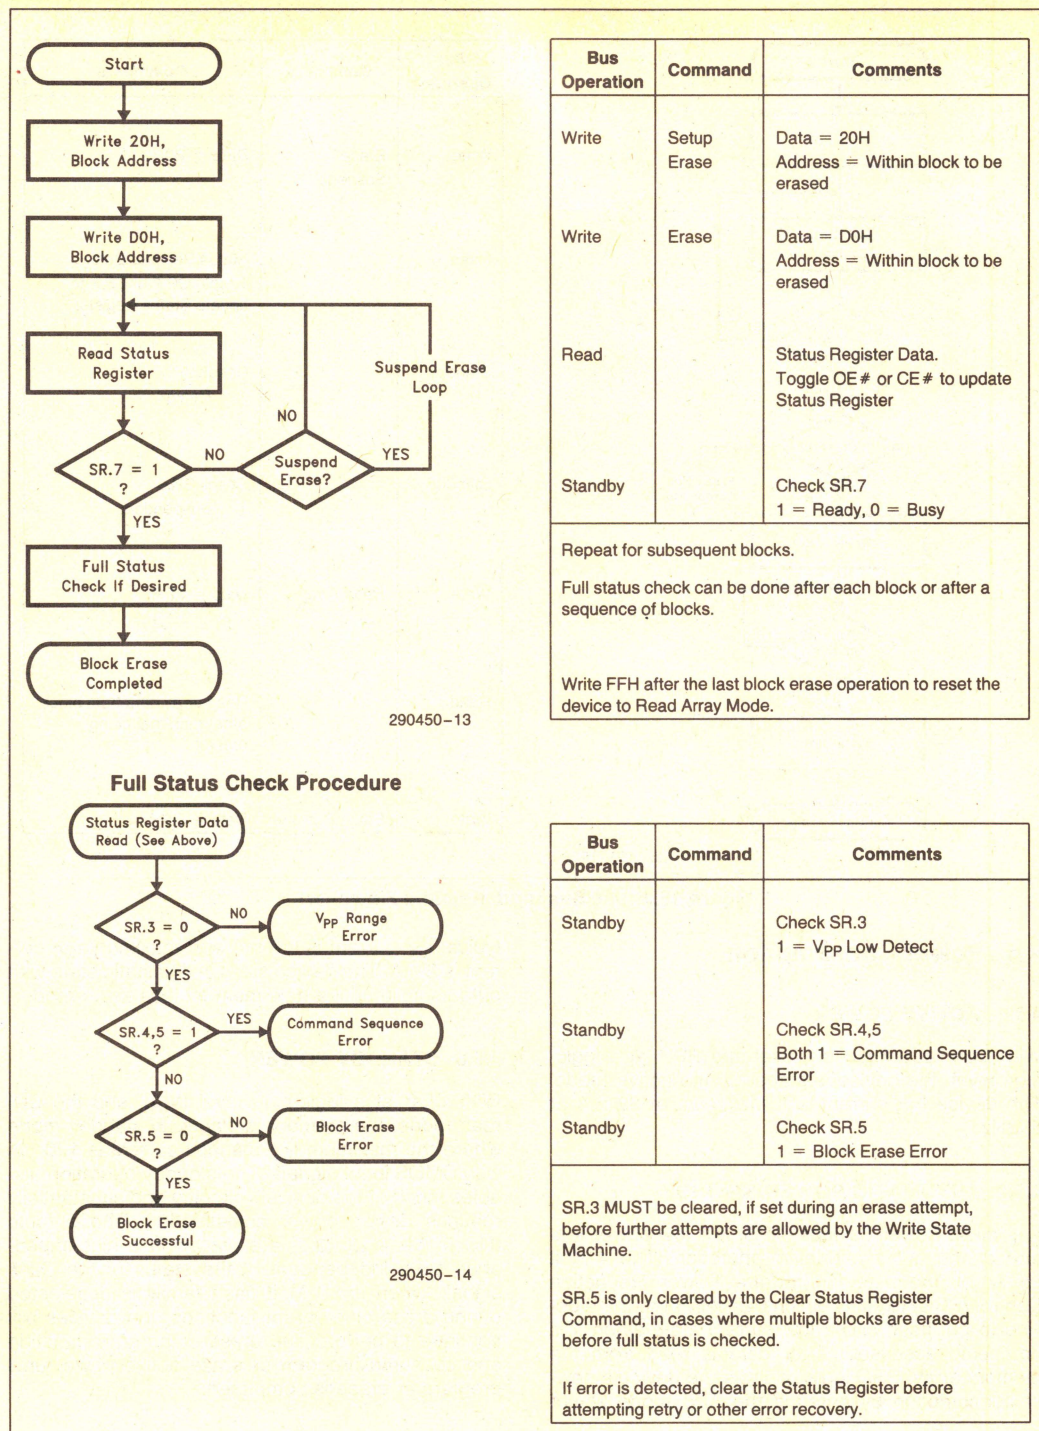 Start
Write 20H,
Block Address
Write D0H,
Block Address
Read Status
Register
Suspend Erase
Loop
NO
SR.7 = 1
?
NO
Suspend
Erase?
YES
YES
Full Status
Check If Desired
Block Erase
Completed
290450-13
Bus
Operation
Command
Comments
Write
Setup
Erase
Data = 20H
Address = Within block to be
erased
Write
Erase
Data = D0H
Address = Within block to be
erased
Read
Status Register Data.
Toggle OE# or CE# to update
Status Register
Standby
Check SR.7
1 = Ready, 0 = Busy
Repeat for subsequent blocks.
Full status check can be done after each block or after a
sequence of blocks.
Write FFH after the last block erase operation to reset the
device to Read Array Mode.
Full Status Check Procedure
Status Register Data
Read (See Above)
SR.3 = 0
?
NO
VPP Range
Error
YES
SR.4,5 = 1
?
YES
Command Sequence
Error
NO
SR.5 = 0
?
NO
Block Erase
Error
YES
Block Erase
Successful
290450-14
Bus
Operation
Command
Comments
Standby
Check SR.3
1 = VPP Low Detect
Standby
Check SR.4,5
Both 1 = Command Sequence
Error
Standby
Check SR.5
1 = Block Erase Error
SR.3 MUST be cleared, if set during an erase attempt,
before further attempts are allowed by the Write State
Machine.
SR.5 is only cleared by the Clear Status Register
Command, in cases where multiple blocks are erased
before full status is checked.
If error is detected, clear the Status Register before
attempting retry or other error recovery.